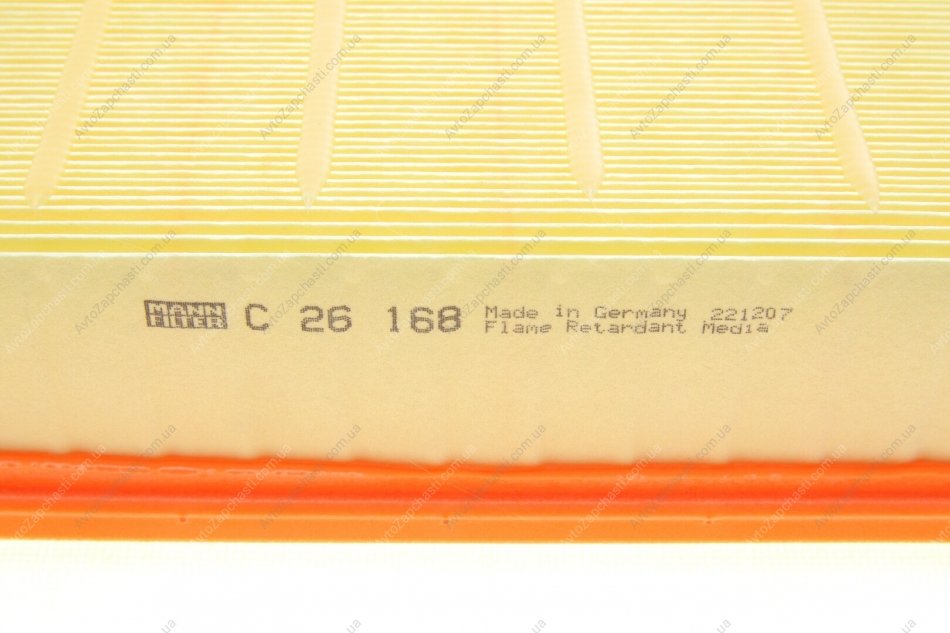 MANN FILTER C 26 168 Made in Germany 221207
Flame Retardant Media
AvtoZapchasti.com.ua